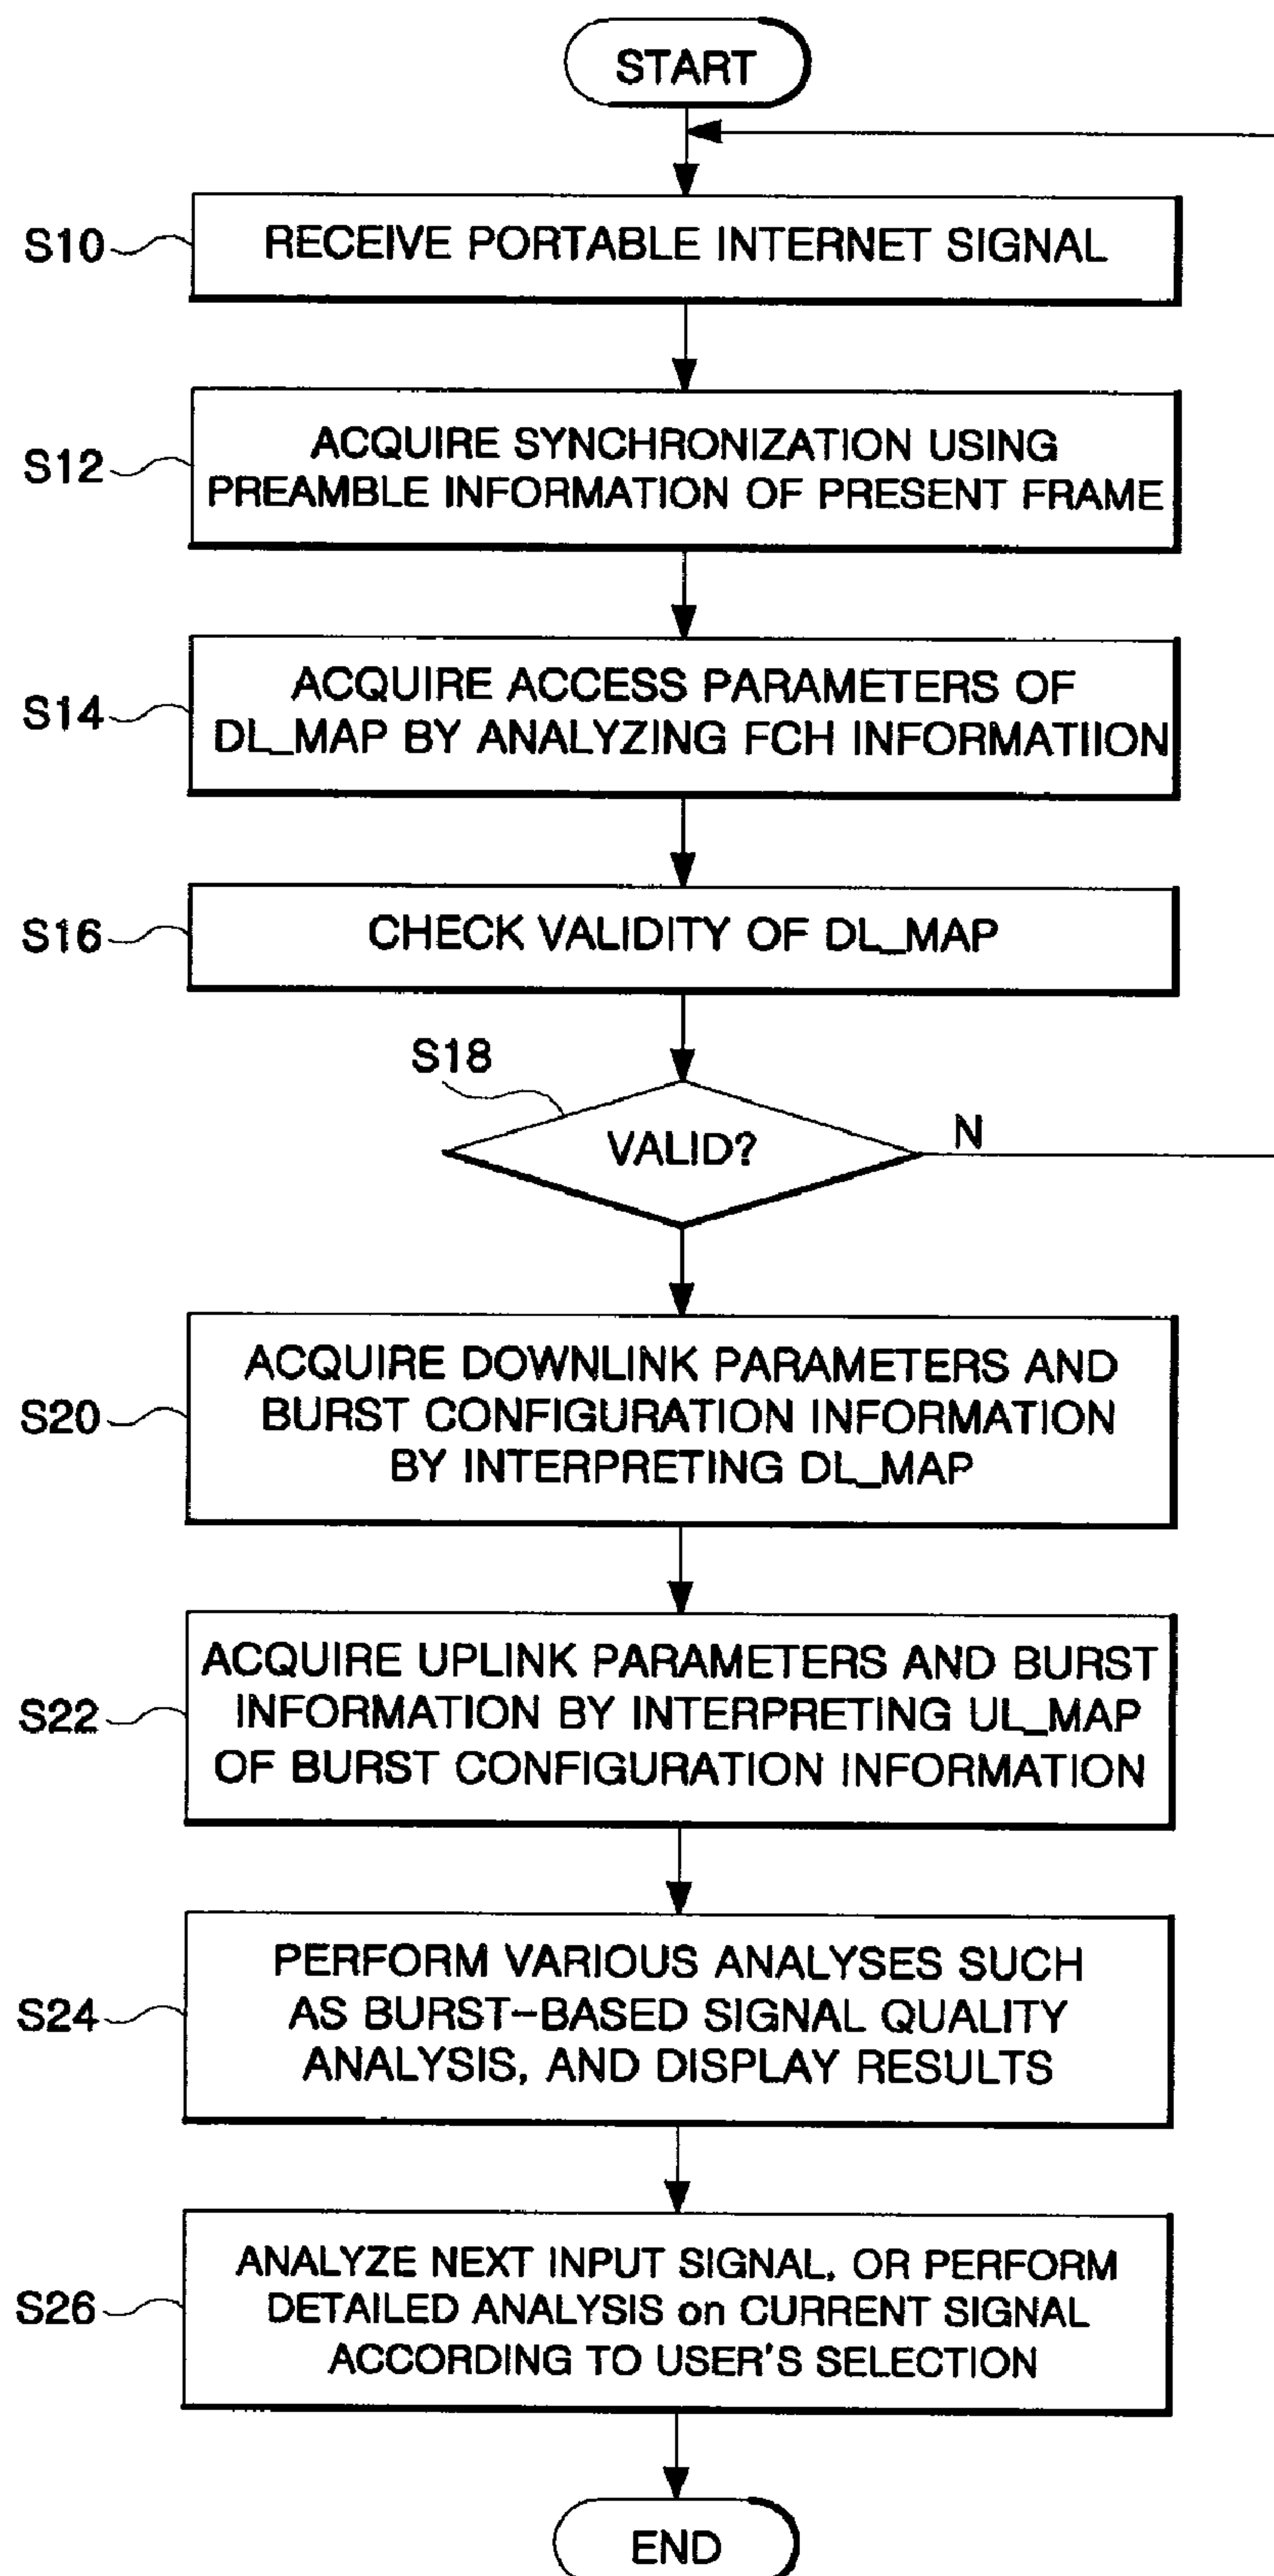 START
S10
RECEIVE PORTABLE INTERNET SIGNAL
S12
ACQUIRE SYNCHRONIZATION USING
PREAMBLE INFORMATION OF PRESENT FRAME
S14
ACQUIRE ACCESS PARAMETERS OF
DL_MAP BY ANALYZING FCH INFORMATIION
S16
CHECK VALIDITY OF DL_MAP
S18
VALID?
N
S20
ACQUIRE DOWNLINK PARAMETERS AND
BURST CONFIGURATION INFORMATION
BY INTERPRETING DL_MAP
S22
ACQUIRE UPLINK PARAMETERS AND BURST
INFORMATION BY INTERPRETING UL_MAP
OF BURST CONFIGURATION INFORMATION
S24
PERFORM VARIOUS ANALYSES SUCH
AS BURST-BASED SIGNAL QUALITY
ANALYSIS, AND DISPLAY RESULTS
S26
ANALYZE NEXT INPUT SIGNAL, OR PERFORM
DETAILED ANALYSIS on CURRENT SIGNAL
ACCORDING TO USER'S SELECTION
END